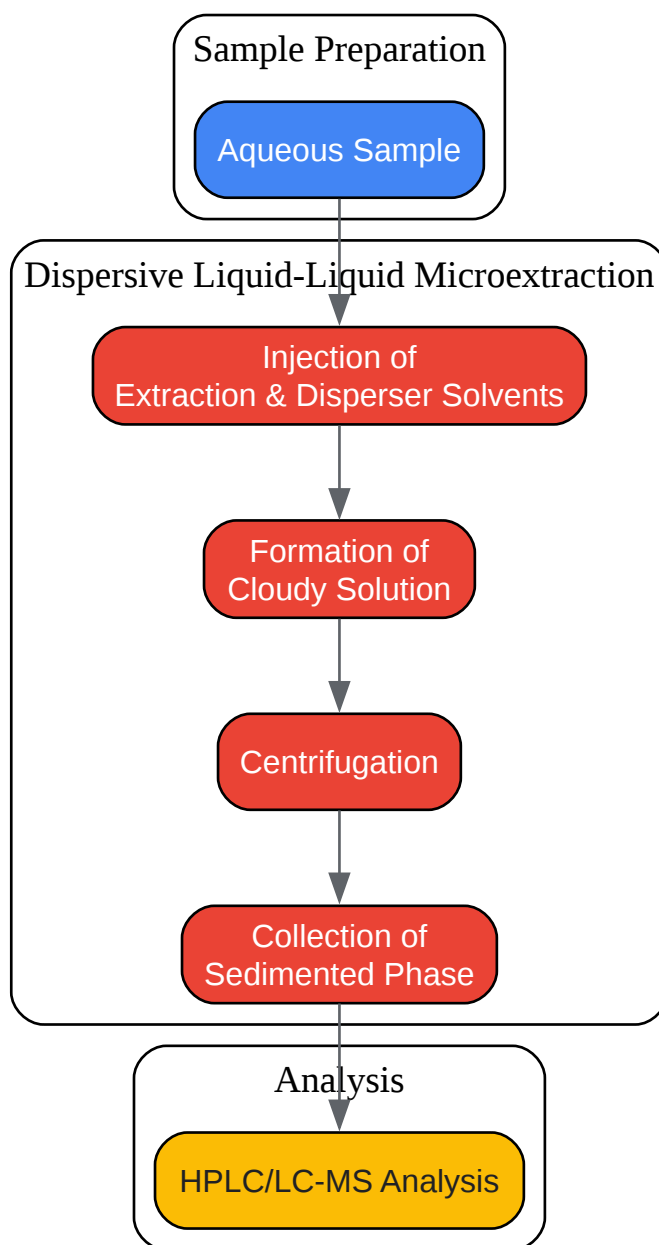 Sample Preparation
Aqueous Sample
Dispersive Liquid-Liquid Microextraction
Injection of
Extraction & Disperser Solvents
Formation of
Cloudy Solution
Centrifugation
Collection of
Sedimented Phase
Analysis
HPLC/LC-MS Analysis